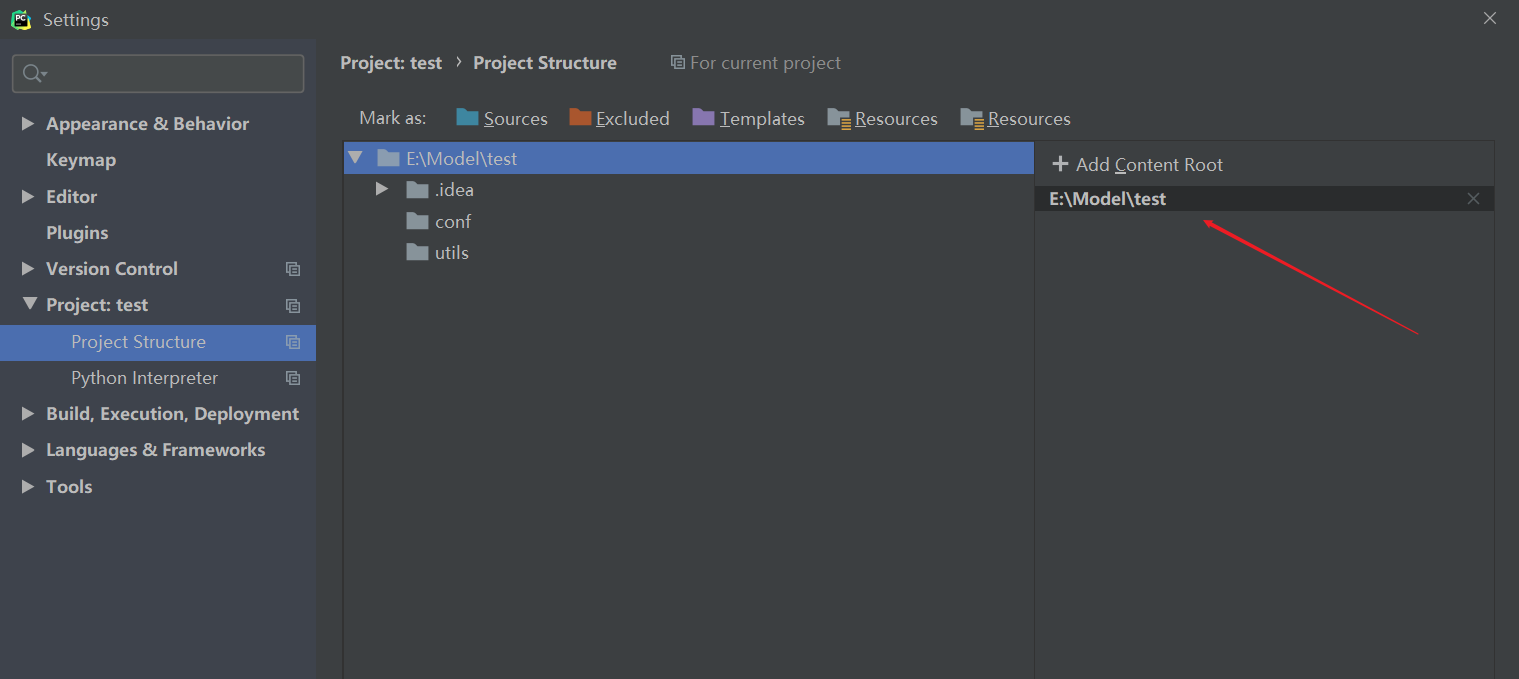 PC Settings
Project: test › Project Structure For current project
Mark as: Sources Excluded Templates Resources Resources
Appearance & Behavior
Keymap
Editor
Plugins
Version Control
Project: test
Project Structure
Python Interpreter
Build, Execution, Deployment
Languages & Frameworks
Tools
E:\Model\test
.idea
conf
utils
Add Content Root
E:\Model\test